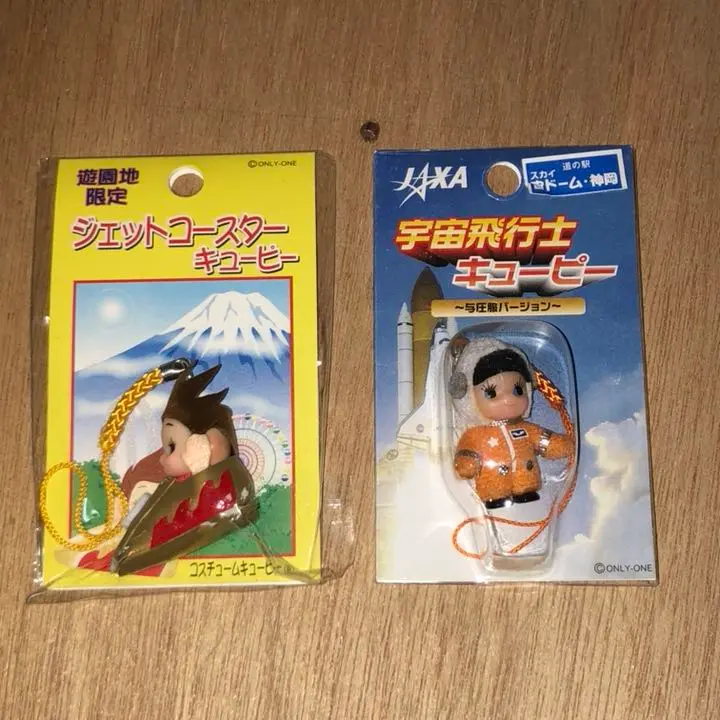 ©ONLY-ONE
遊園地
限定
ジェットコースター
キューピー
コスチュームキューピー
JAXA
道の駅
スカイ
ドーム・神岡
宇宙飛行士
キューピー
～与圧服バージョン～
©ONLY-ONE